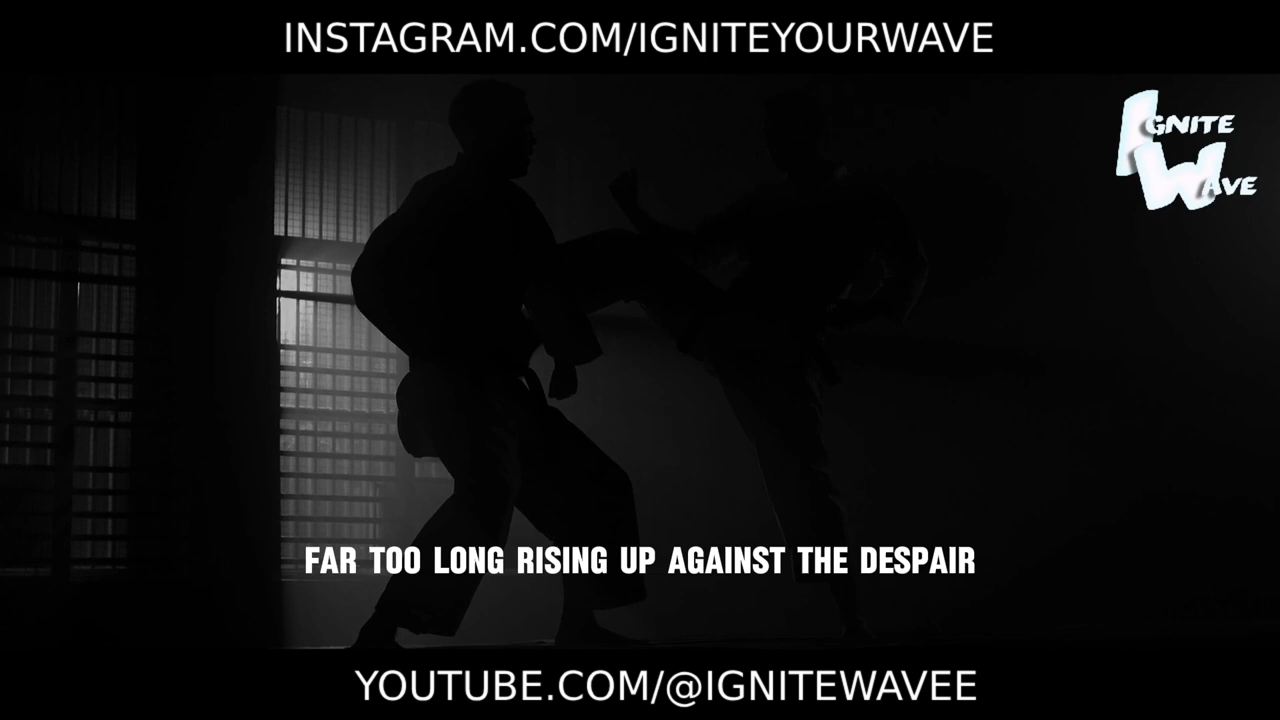 INSTAGRAM.COM/IGNITEYOURWAVE
IGNITE
WAVE
FAR TOO LONG RISING UP AGAINST THE DESPAIR
YOUTUBE.COM/@IGNITEWAVEE